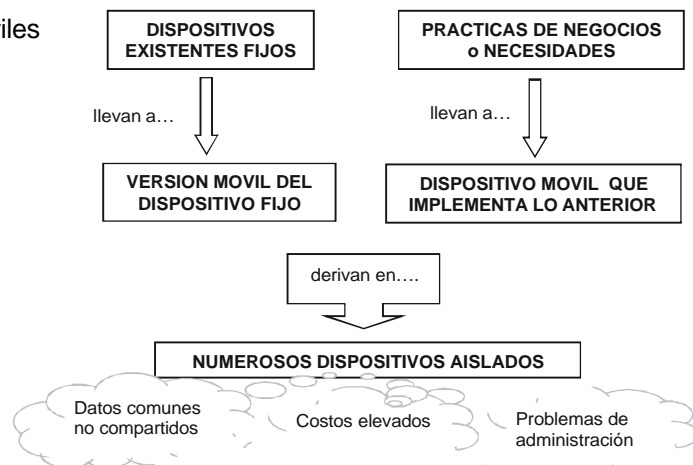 DISPOSITIVOS
EXISTENTES FIJOS
PRACTICAS DE NEGOCIOS
o NECESIDADES
llevan a…
llevan a…
VERSION MOVIL DEL
DISPOSITIVO FIJO
DISPOSITIVO MOVIL QUE
IMPLEMENTA LO ANTERIOR
derivan en….
NUMEROSOS DISPOSITIVOS AISLADOS
Datos comunes
no compartidos
Costos elevados
Problemas de
administración